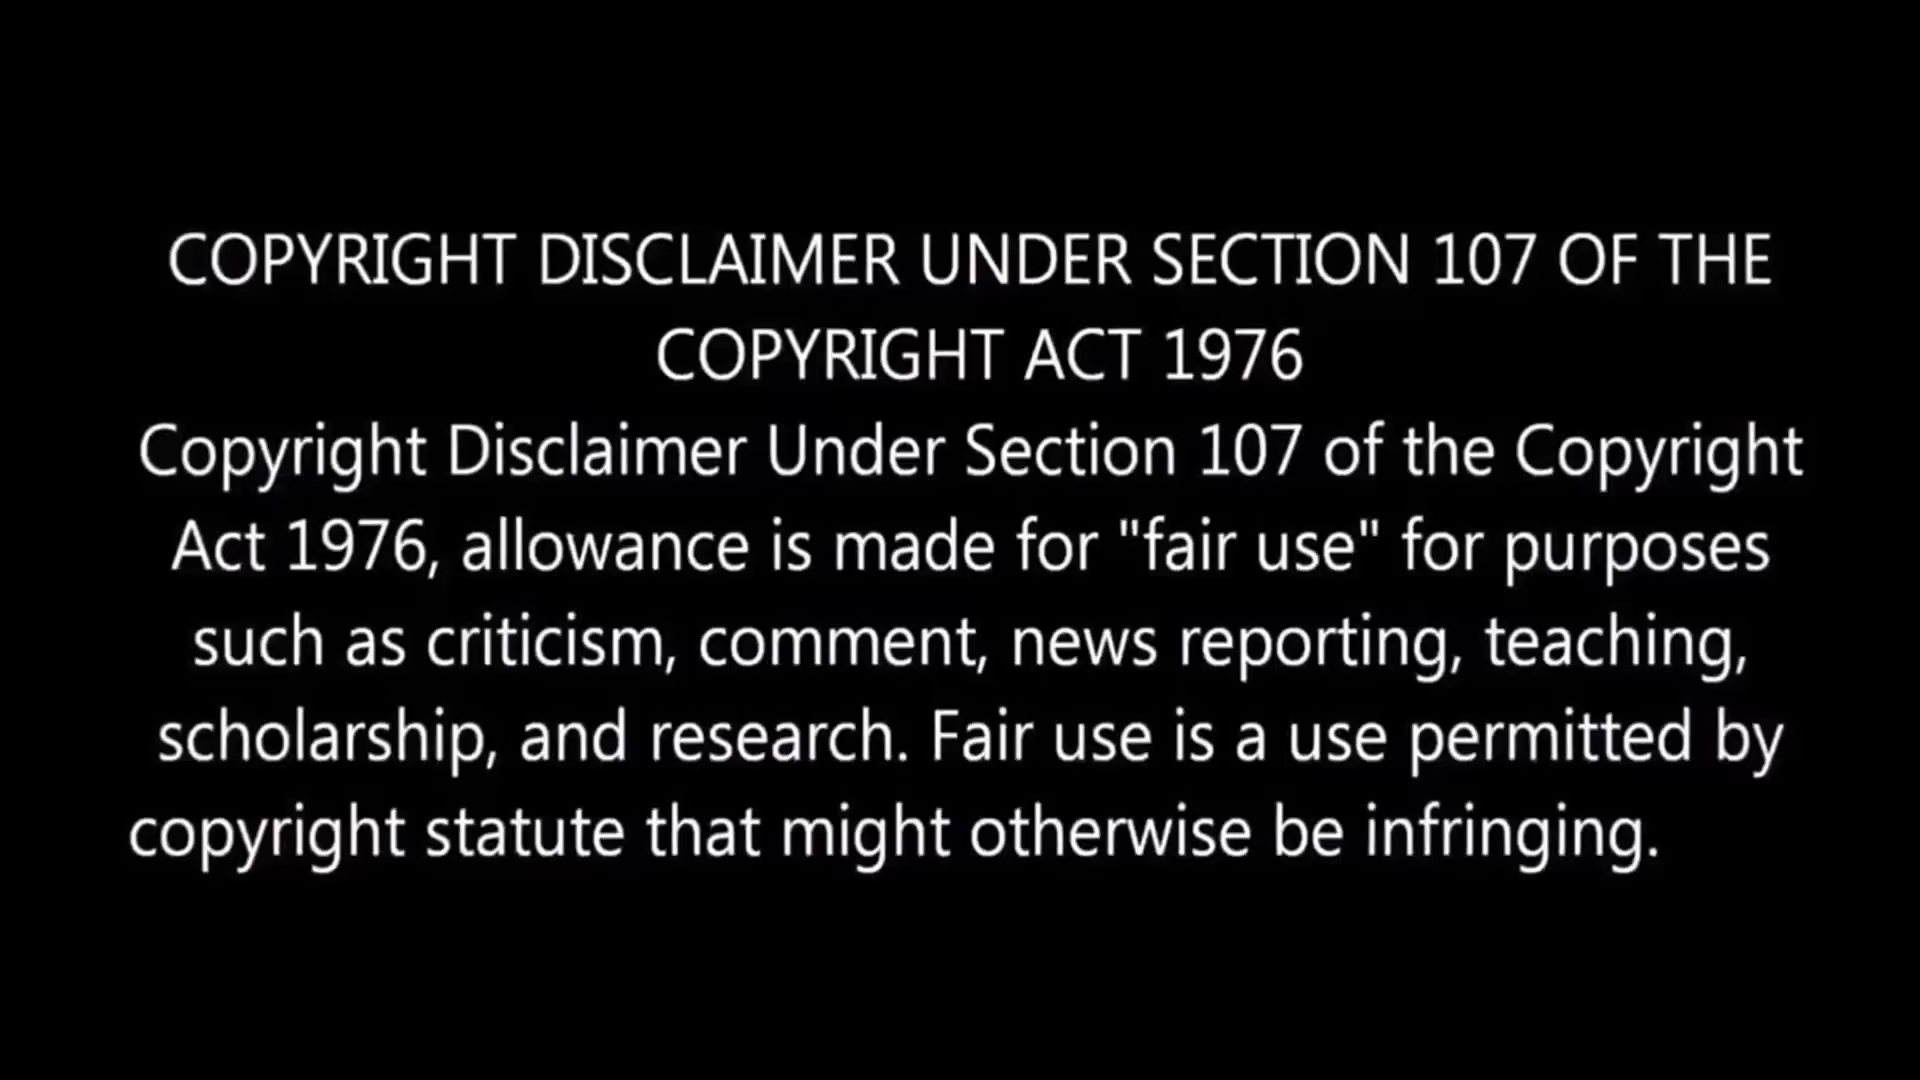 COPYRIGHT DISCLAIMER UNDER SECTION 107 OF THE
COPYRIGHT ACT 1976
Copyright Disclaimer Under Section 107 of the Copyright
Act 1976, allowance is made for "fair use" for purposes
such as criticism, comment, news reporting, teaching,
scholarship, and research. Fair use is a use permitted by
copyright statute that might otherwise be infringing.